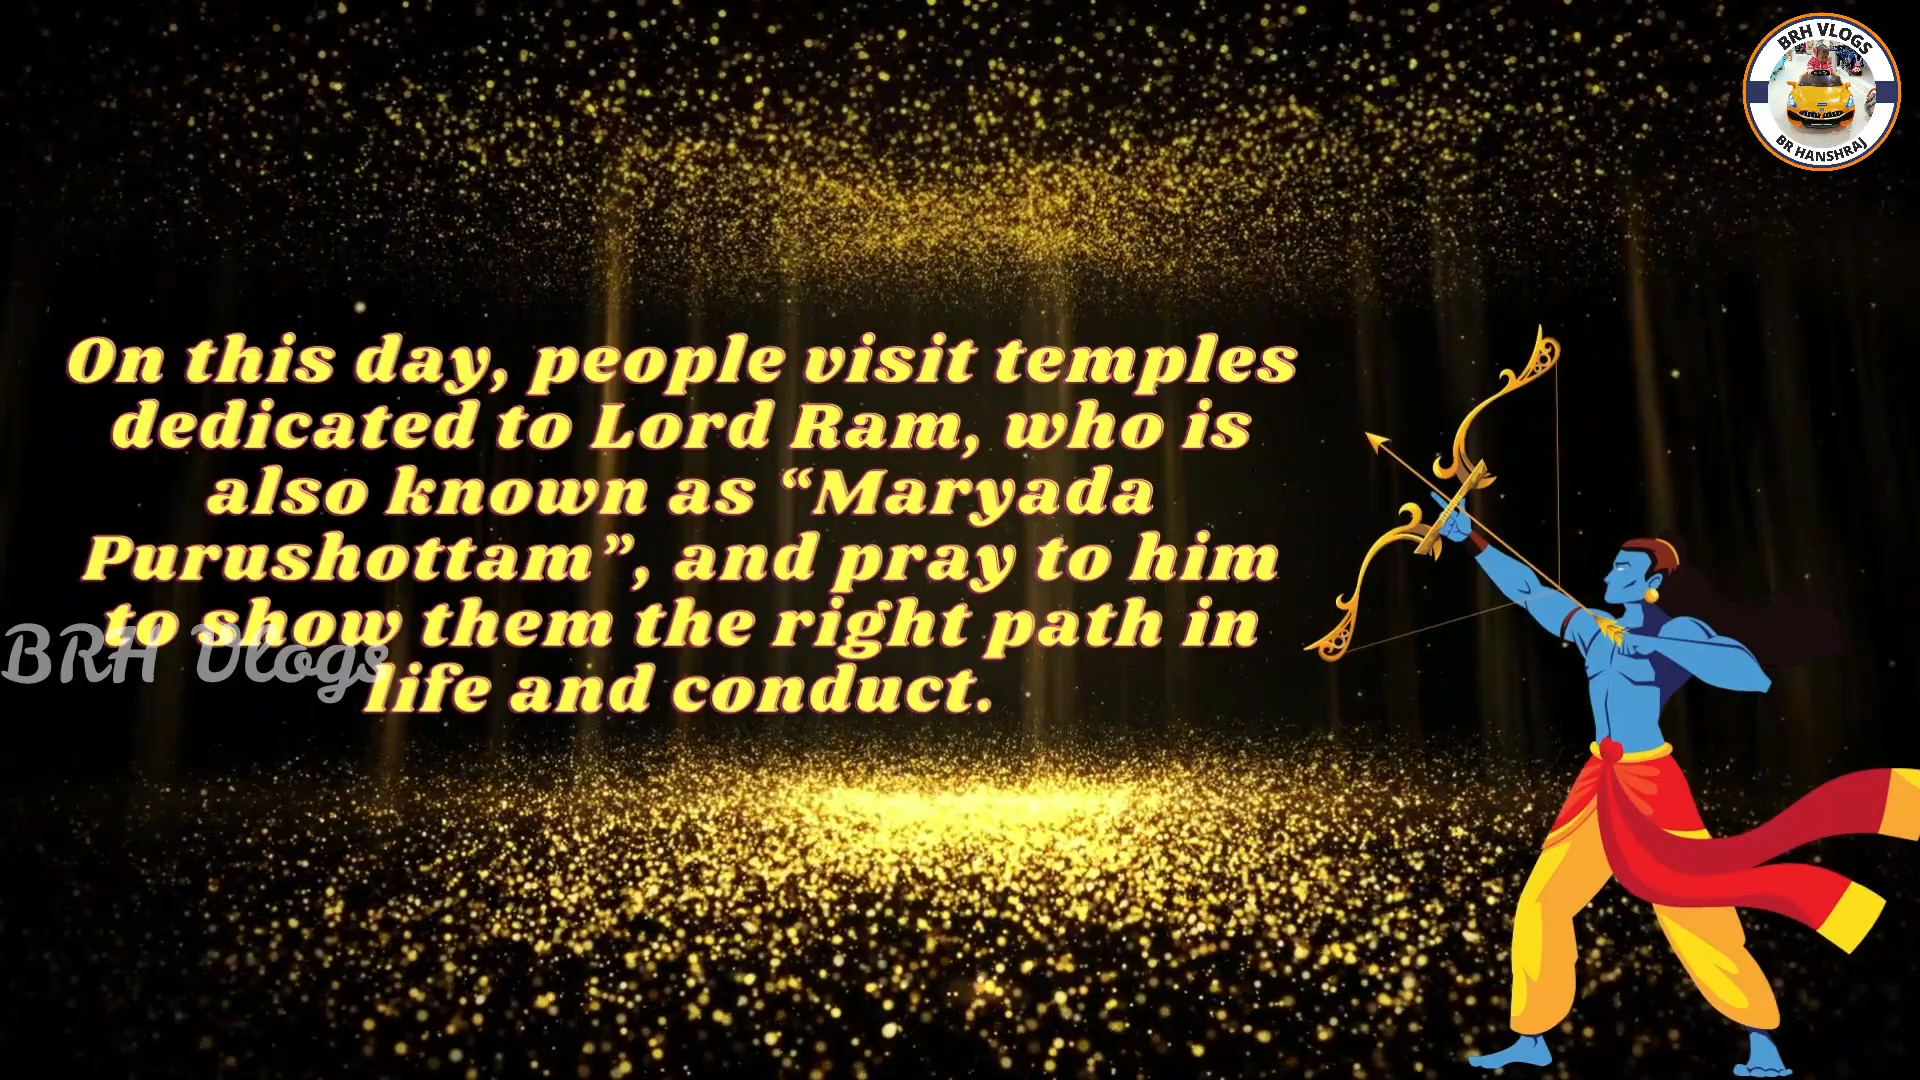 BRH VLOGS
BR HANSHRAJ
On this day, people visit temples
dedicated to Lord Ram, who is
also known as “Maryada
Purushottam”, and pray to him
to show them the right path in
life and conduct.
BRH Vlogs